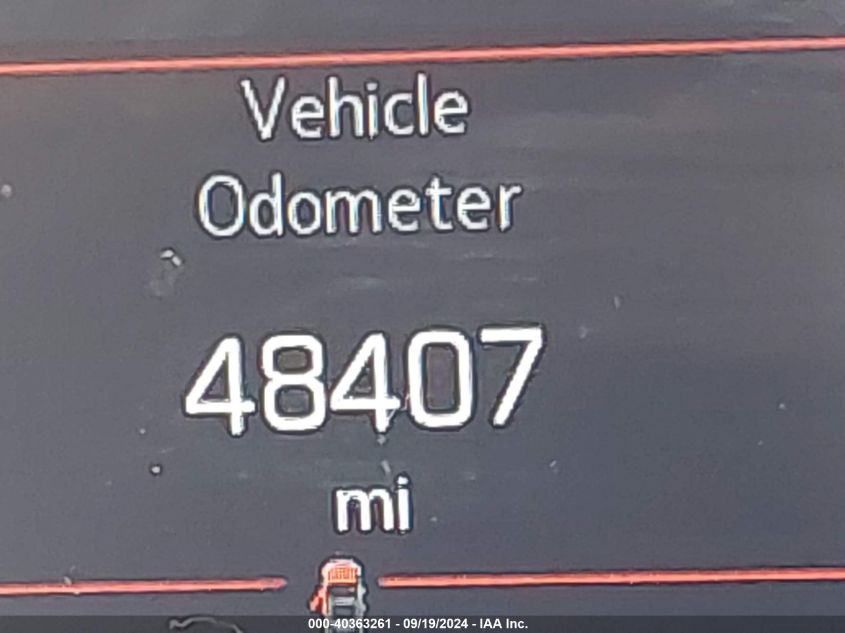 Vehicle
Odometer
48407
mi
000-40363261 - 09/19/2024 - IAA Inc.